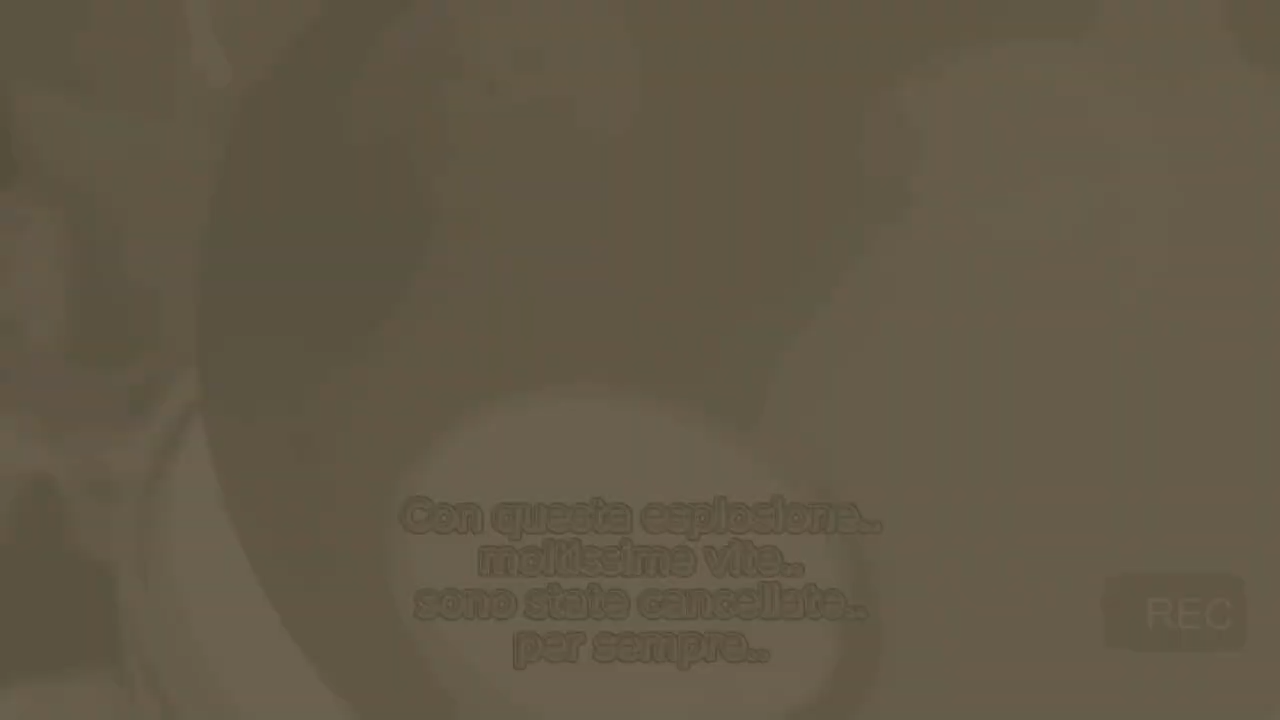 Con questa esplosione..
moltissime vite..
sono state cancellate..
per sempre..
REC